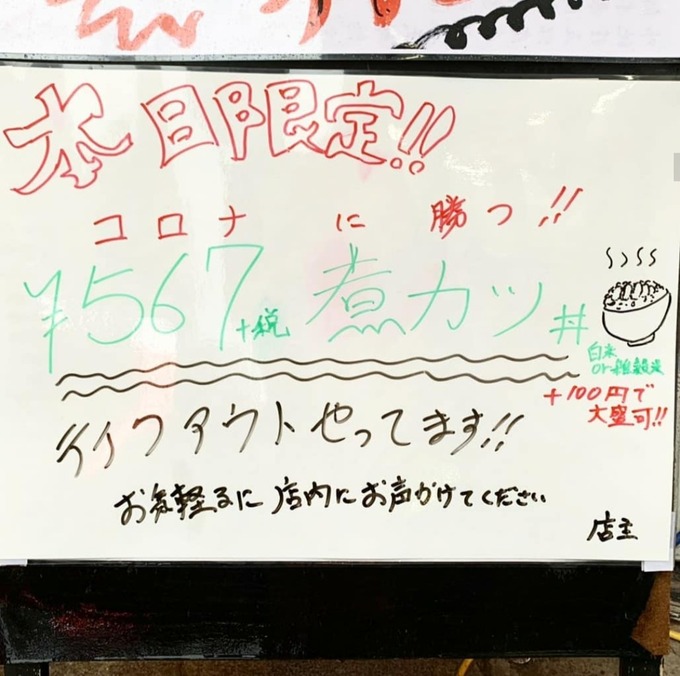 本日限定!!
コロナに勝つ!!
¥567+税 煮カツ丼
白米
or雑穀米
+100円で
大盛可!!
テイクアウトやってます!!
お気軽るに店内にお声がけてください
店主